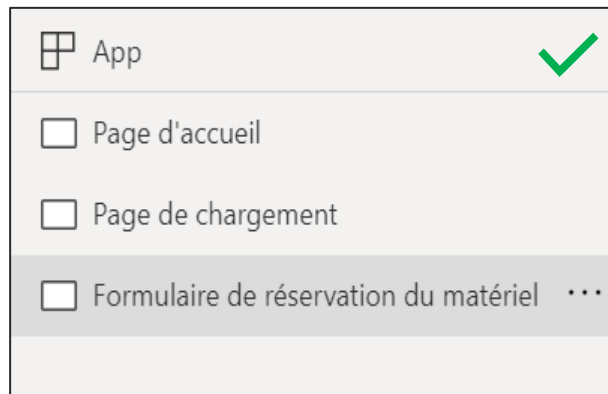 App
Page d'accueil
Page de chargement
Formulaire de réservation du matériel ...